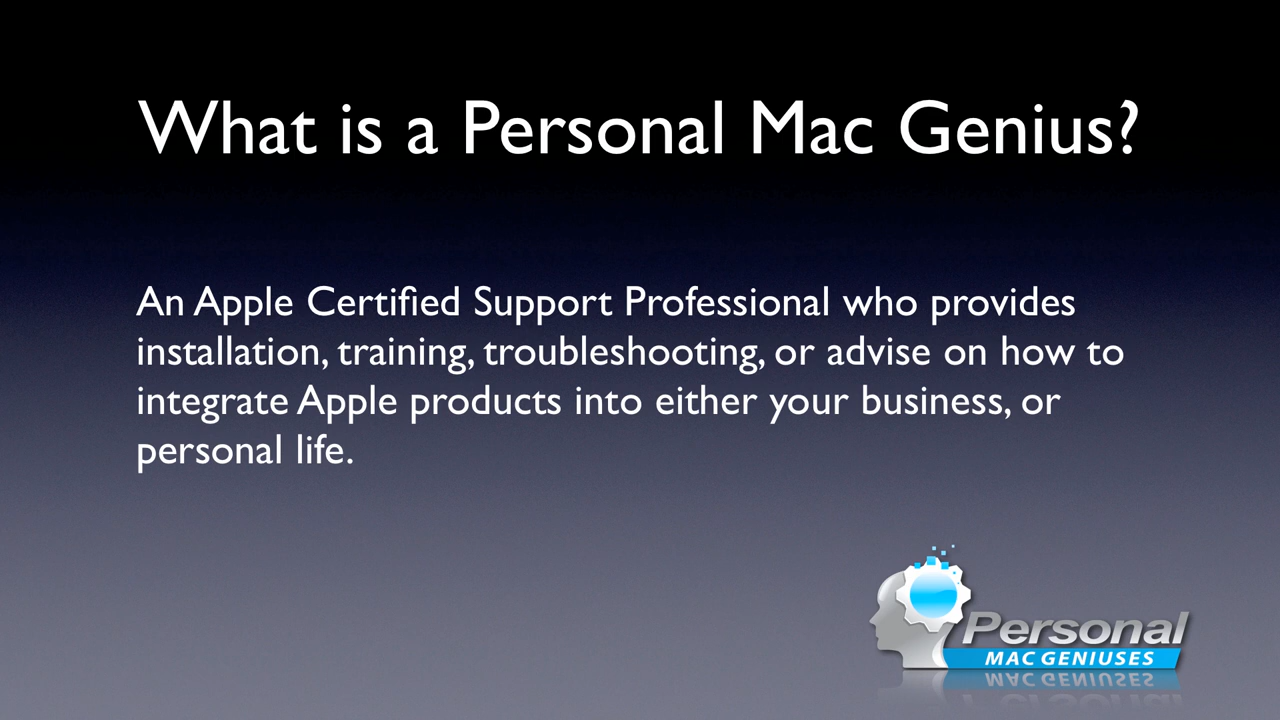 What is a Personal Mac Genius?
An Apple Certified Support Professional who provides
installation, training, troubleshooting, or advise on how to
integrate Apple products into either your business, or
personal life.
Personal
MAC GENIUSES